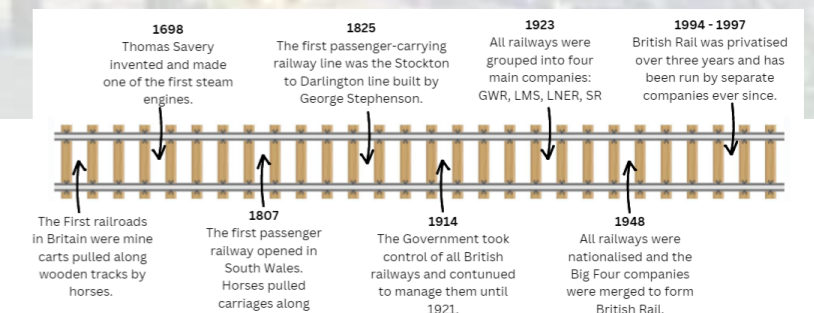 1698
Thomas Savery
invented and made
one of the first steam
engines.
1825
The first passenger-carrying
railway line was the Stockton
to Darlington line built by
George Stephenson.
1923
All railways were
grouped into four
main companies:
GWR, LMS, LNER, SR
1994 - 1997
British Rail was privatised
over three years and has
been run by separate
companies ever since.
The First railroads
in Britain were mine
carts pulled along
wooden tracks by
horses.
1807
The first passenger
railway opened in
South Wales.
Horses pulled
carriages along
1914
The Government took
control of all British
railways and contunued
to manage them until
1921.
1948
All railways were
nationalised and the
Big Four companies
were merged to form
British Rail.